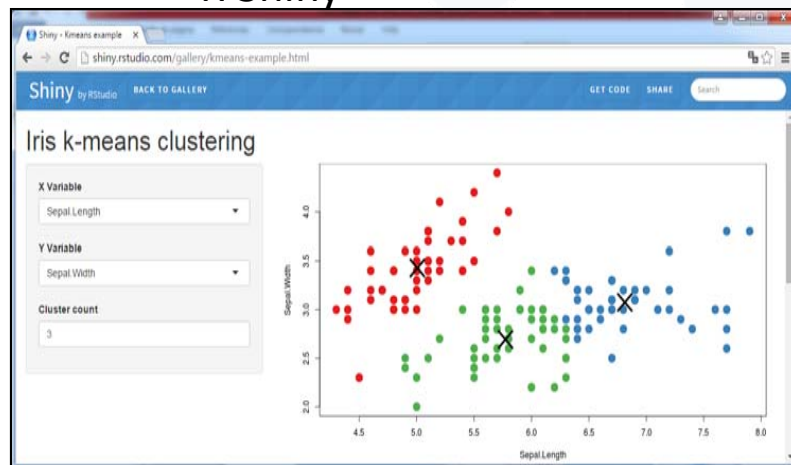 Shiny - Kmeans example
shiny.rstudio.com/gallery/kmeans-example.html
Shiny by RStudio BACK TO GALLERY GET CODE SHARE Search
Iris k-means clustering
X Variable
Sepal.Length
Y Variable
Sepal.Width
Cluster count
3
Sepal.Width
4.0
3.5
3.0
2.5
2.0
4.5 5.0 5.5 6.0 6.5 7.0 7.5 8.0
Sepal.Length